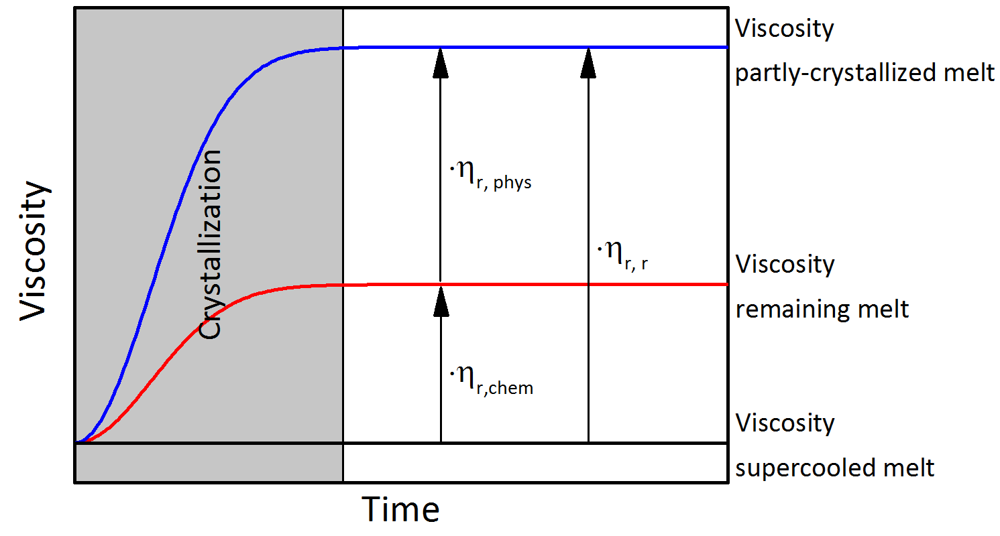 Viscosity
partly-crystallized melt
·η r, phys
Crystallization
Viscosity
·η r, r
Viscosity
remaining melt
·η r,chem
Viscosity
supercooled melt
Time